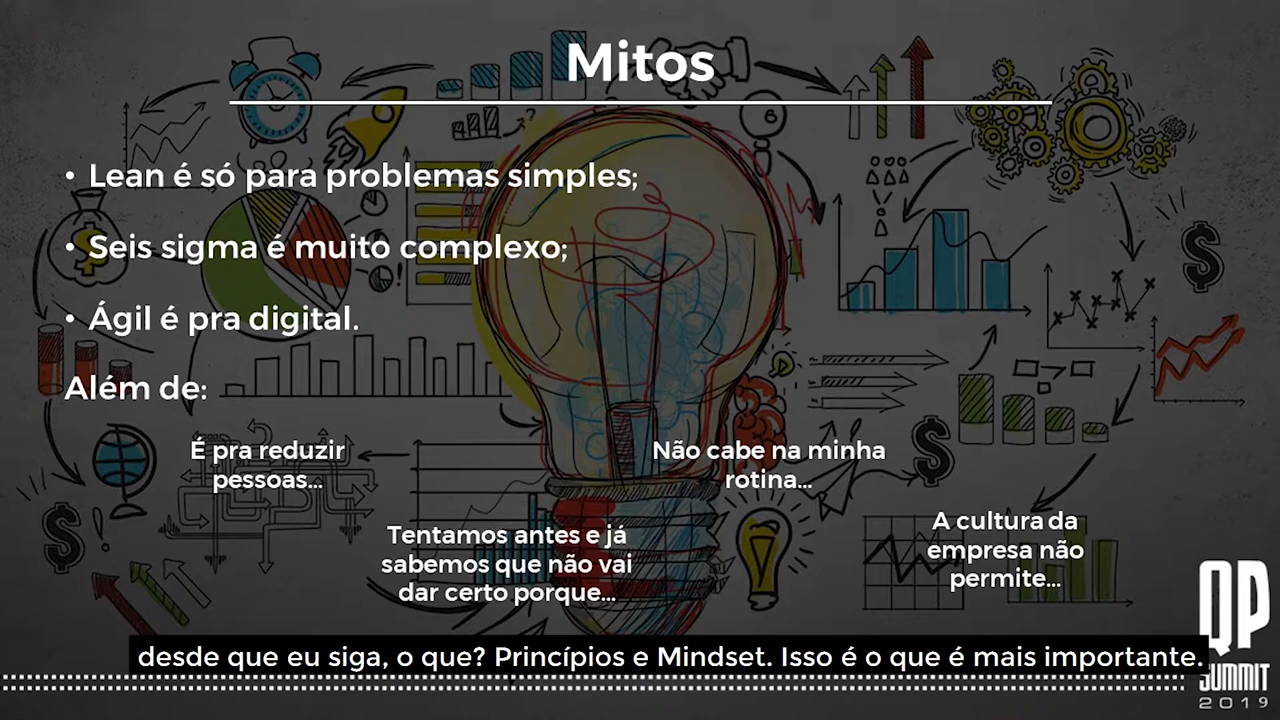 Mitos
• Lean é só para problemas simples;
• Seis sigma é muito complexo;
• Ágil é pra digital.
Além de:
É pra reduzir
pessoas...
Não cabe na minha
rotina...
Tentamos antes e já
sabemos que não vai
dar certo porque...
A cultura da
empresa não
permite...
desde que eu siga, o que? Princípios e Mindset. Isso é o que é mais importante.
QP
SUMMIT
2019